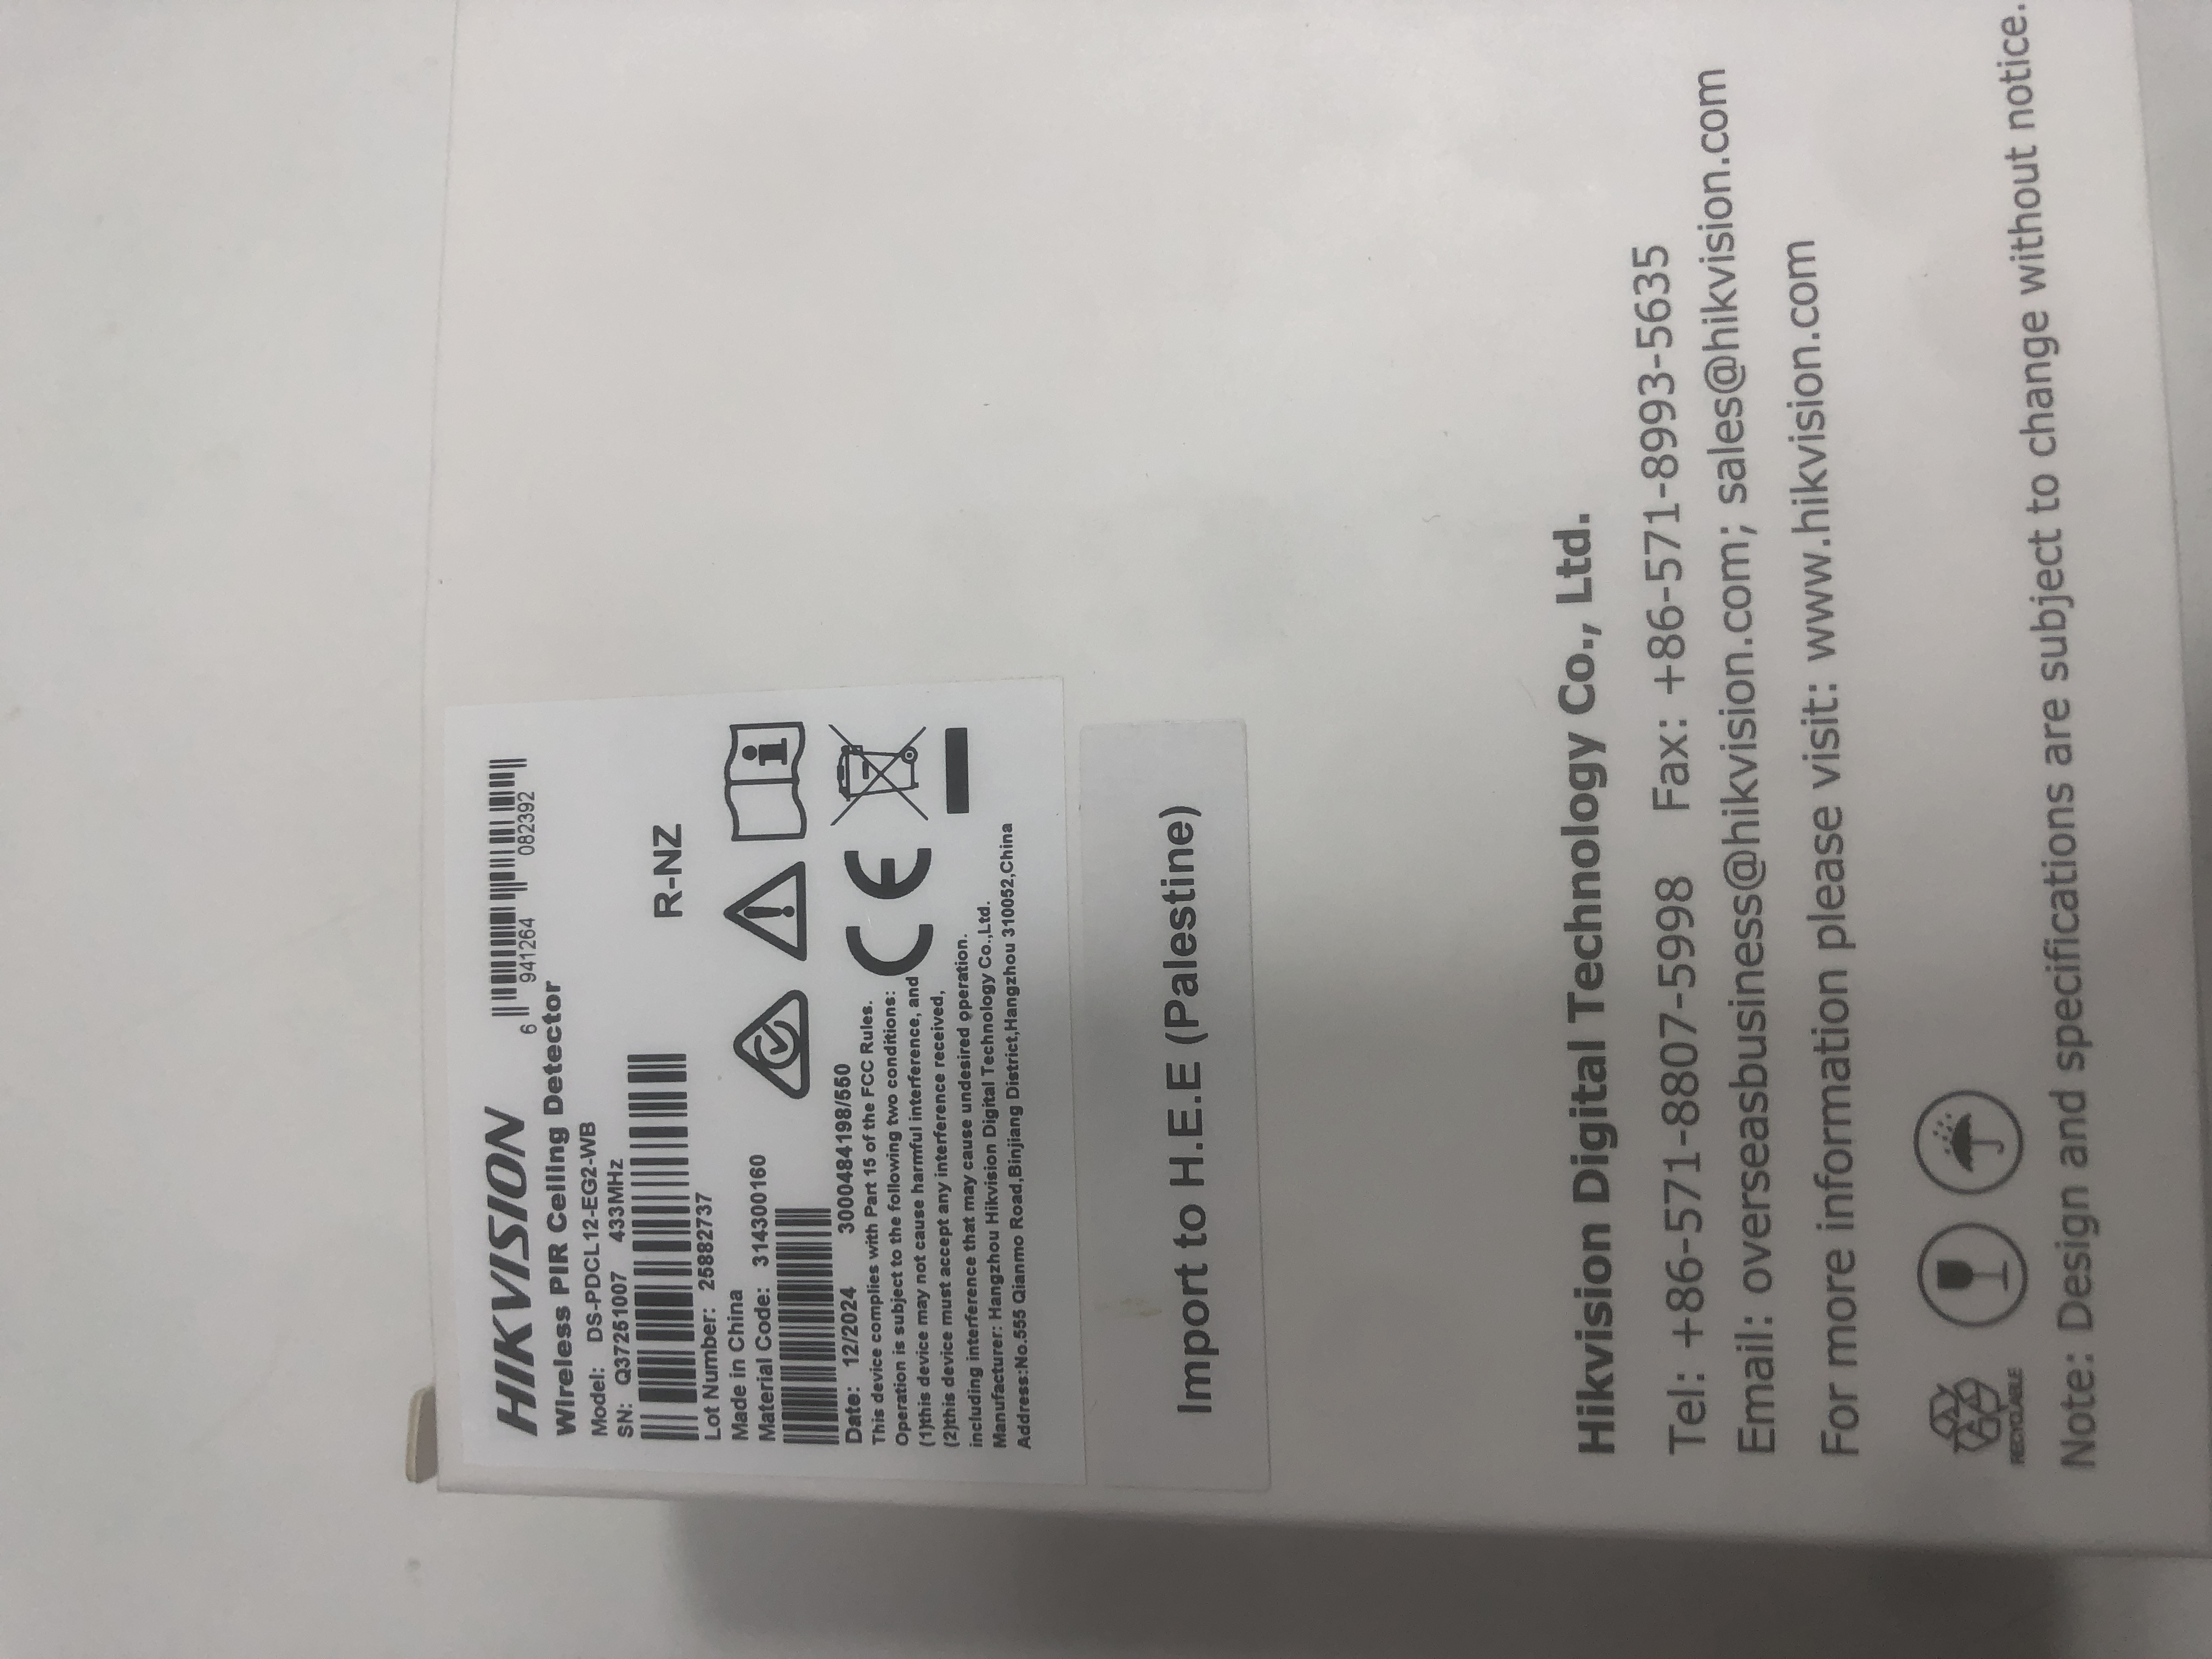 HIKVISION
6 941264 082392
Wireless PIR Ceiling Detector
Model: DS-PDCL12-EG2-WB
SN: Q37251007 433MHz
R-NZ
Lot Number: 25882737
Made in China
Material Code: 314300160
Date: 12/2024 3000484198/550
This device complies with Part 15 of the FCC Rules.
Operation is subject to the following two conditions:
(1)this device may not cause harmful interference, and
(2)this device must accept any interference received,
including interference that may cause undesired operation.
Manufacturer: Hangzhou Hikvision Digital Technology Co.,Ltd.
Address:No.555 Qianmo Road,Binjiang District,Hangzhou 310052,China
CE
Import to H.E.E (Palestine)
Hikvision Digital Technology Co., Ltd.
Tel: +86-571-8807-5998 Fax: +86-571-8993-5635
Email: overseasbusiness@hikvision.com; sales@hikvision.com
For more information please visit: www.hikvision.com
RECYCLABLE
Note: Design and specifications are subject to change without notice.